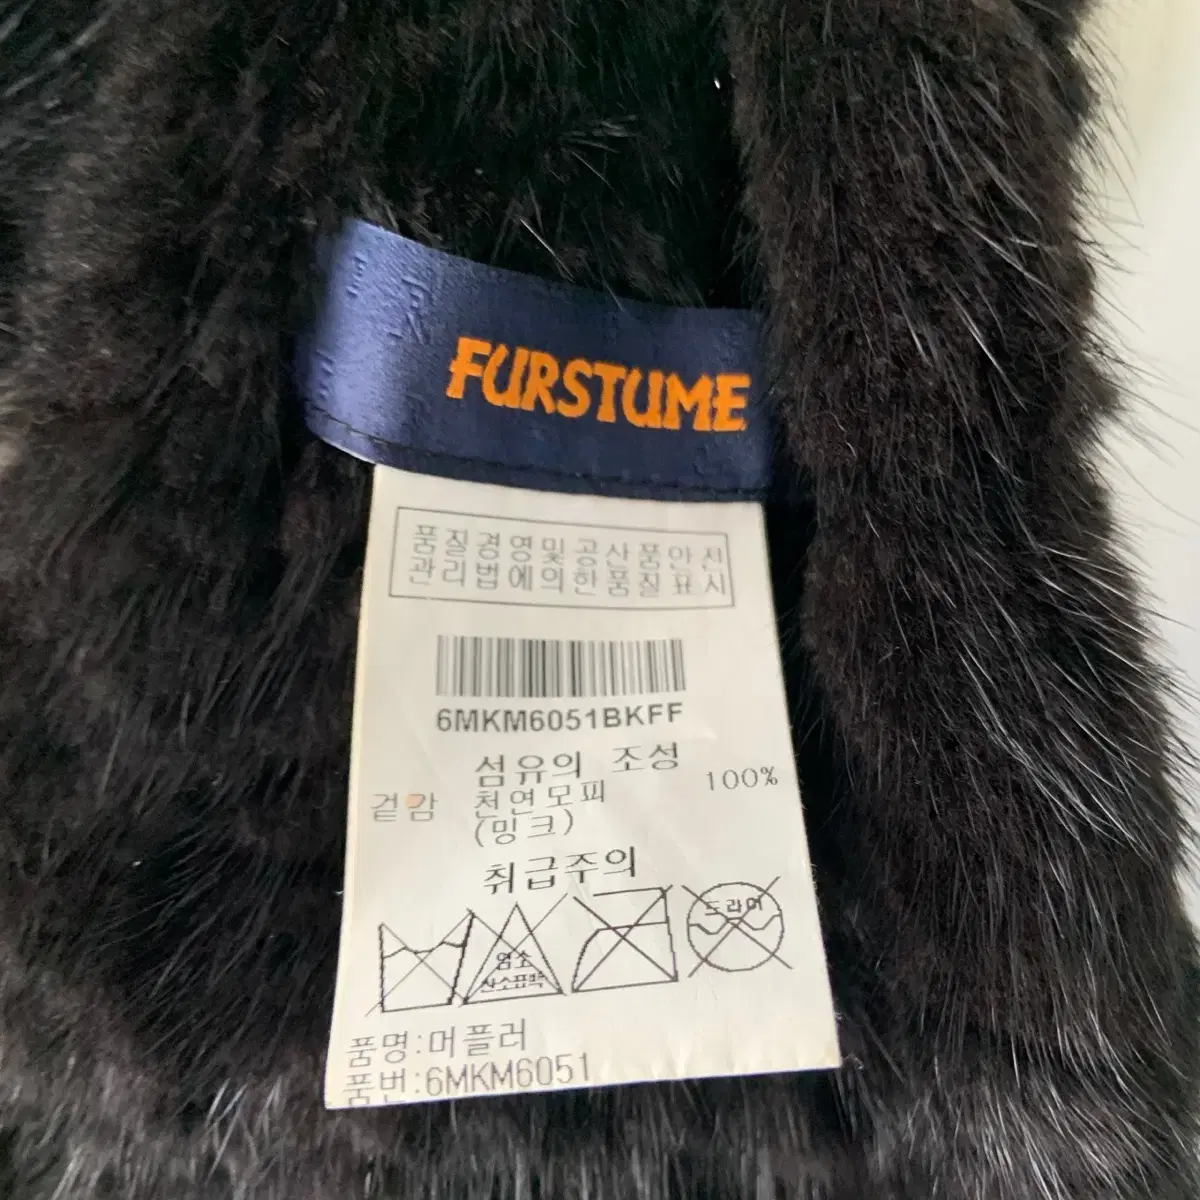 FURSTUME
품질경영및공산품안전
관리법에의한품질표시
6MKM6051BKFF
섬유의 조성
겉감 천연모피 100%
(밍크)
취급주의
염소 드라이
산소표백
품명:머플러
품번:6MKM6051